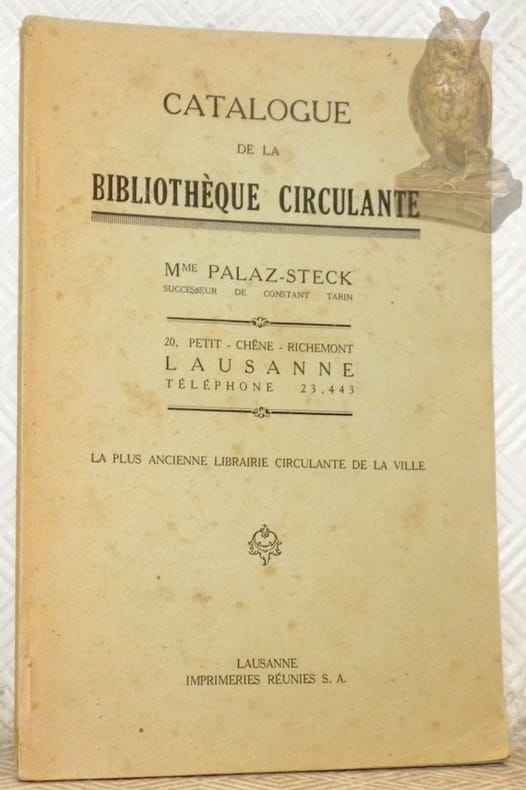 CATALOGUE
DE LA
BIBLIOTHÈQUE CIRCULANTE
MME PALAZ-STECK
SUCCESSEUR DE CONSTANT TARIN
20, PETIT - CHÊNE - RICHEMONT
LAUSANNE
TÉLÉPHONE 23,443
LA PLUS ANCIENNE LIBRAIRIE CIRCULANTE DE LA VILLE
LAUSANNE
IMPRIMERIES RÉUNIES S. A.